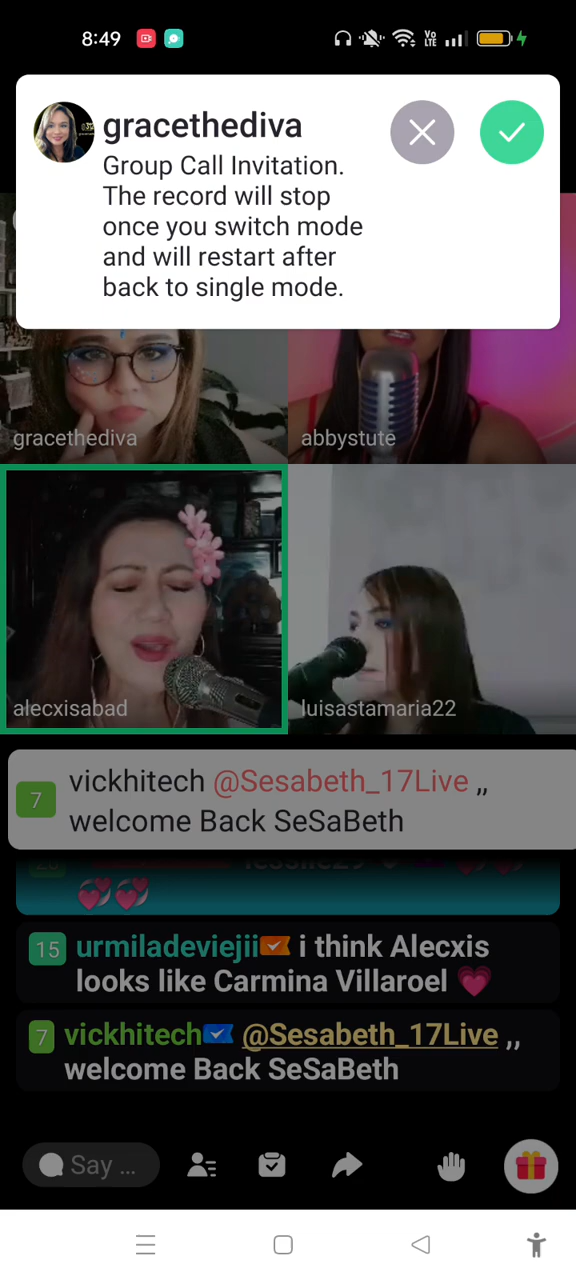 8:49
Vo
LTE
gracethediva
Group Call Invitation.
The record will stop
once you switch mode
and will restart after
back to single mode.
gracethediva
abbystute
alecxisabad
luisastamaria22
7 vickhitech @Sesabeth_17Live ,,
welcome Back SeSaBeth
15 urmiladeviejii i think Alecxis
looks like Carmina Villaroel
7 vickhitech @Sesabeth_17Live ,,
welcome Back SeSaBeth
Say ...